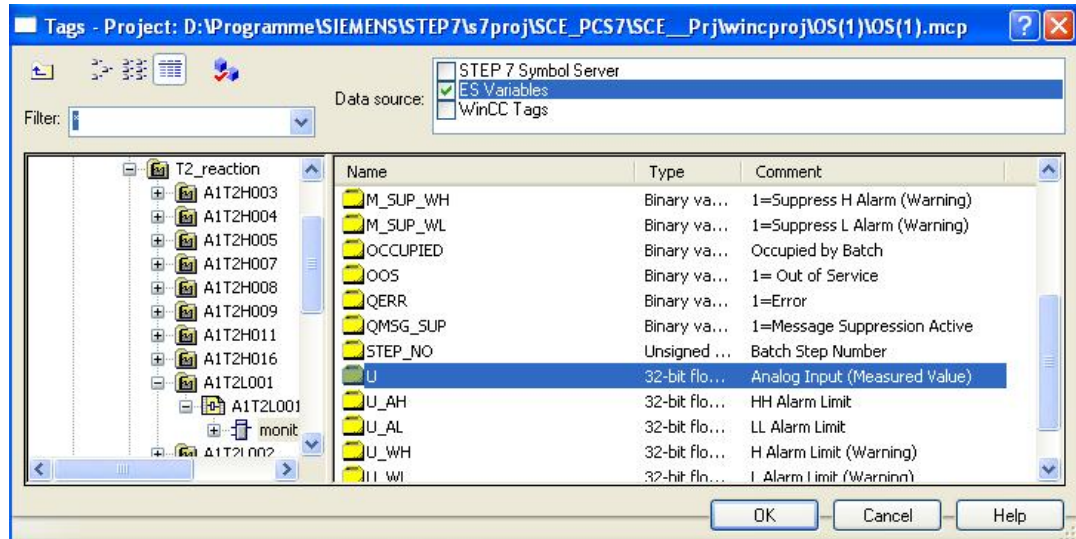 Tags - Project: D:\Programme\SIEMENS\STEP7\s7proj\SCE_PCS7\SCE__Prj\wincproj\OS(1)\OS(1).mcp
STEP 7 Symbol Server
Data source: ES Variables
WinCC Tags
Filter: *
T2_reaction
A1T2H003
A1T2H004
A1T2H005
A1T2H007
A1T2H008
A1T2H009
A1T2H011
A1T2H016
A1T2L001
A1T2L001
monit
A1T2L002
Name Type Comment
M_SUP_WH Binary va... 1=Suppress H Alarm (Warning)
M_SUP_WL Binary va... 1=Suppress L Alarm (Warning)
OCCUPIED Binary va... Occupied by Batch
OOS Binary va... 1= Out of Service
QERR Binary va... 1=Error
QMSG_SUP Binary va... 1=Message Suppression Active
STEP_NO Unsigned ... Batch Step Number
U 32-bit flo... Analog Input (Measured Value)
U_AH 32-bit flo... HH Alarm Limit
U_AL 32-bit flo... LL Alarm Limit
U_WH 32-bit flo... H Alarm Limit (Warning)
U_WL 32-bit flo... L Alarm Limit (Warning)
OK Cancel Help